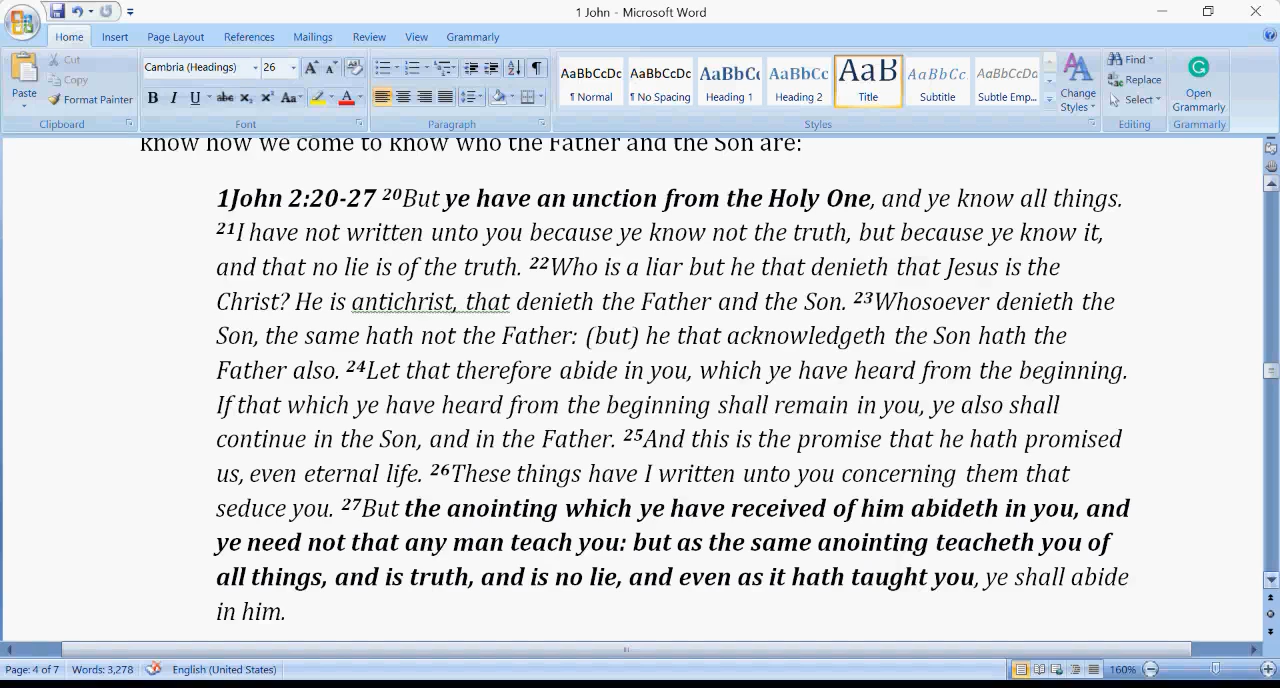 1 John - Microsoft Word
Home Insert Page Layout References Mailings Review View Grammarly
Paste
Cut
Copy
Format Painter
Clipboard
Cambria (Headings) 26
Font
Paragraph
AaBbCcDc AaBbCcDc AaBbCc AaBbCc AaB AaBbCc. AaBbCcDc
¶ Normal ¶ No Spacing Heading 1 Heading 2 Title Subtitle Subtle Emp...
Change Styles
Styles
Find
Replace
Select
Editing
Open Grammarly
Grammarly
know how we come to know who the Father and the Son are:
1John 2:20-27 20But ye have an unction from the Holy One, and ye know all things.
21I have not written unto you because ye know not the truth, but because ye know it,
and that no lie is of the truth. 22Who is a liar but he that denieth that Jesus is the
Christ? He is antichrist, that denieth the Father and the Son. 23Whosoever denieth the
Son, the same hath not the Father: (but) he that acknowledgeth the Son hath the
Father also. 24Let that therefore abide in you, which ye have heard from the beginning.
If that which ye have heard from the beginning shall remain in you, ye also shall
continue in the Son, and in the Father. 25And this is the promise that he hath promised
us, even eternal life. 26These things have I written unto you concerning them that
seduce you. 27But the anointing which ye have received of him abideth in you, and
ye need not that any man teach you: but as the same anointing teacheth you of
all things, and is truth, and is no lie, and even as it hath taught you, ye shall abide
in him.
Page: 4 of 7 Words: 3,278 English (United States) 160%